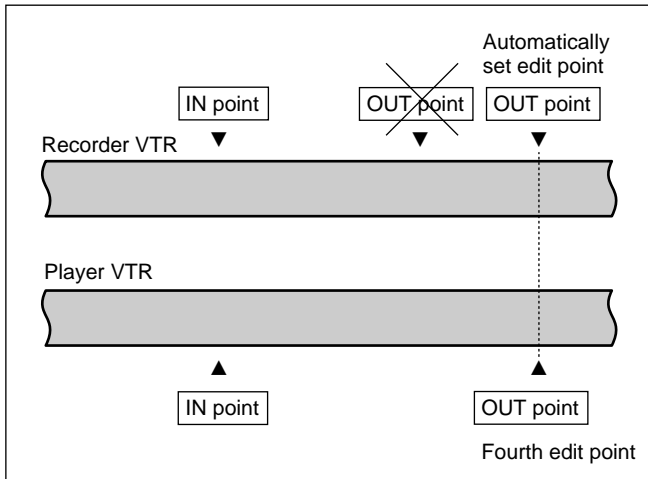 Automatically
set edit point
IN point
OUT point
OUT point
Recorder VTR
Player VTR
IN point
OUT point
Fourth edit point